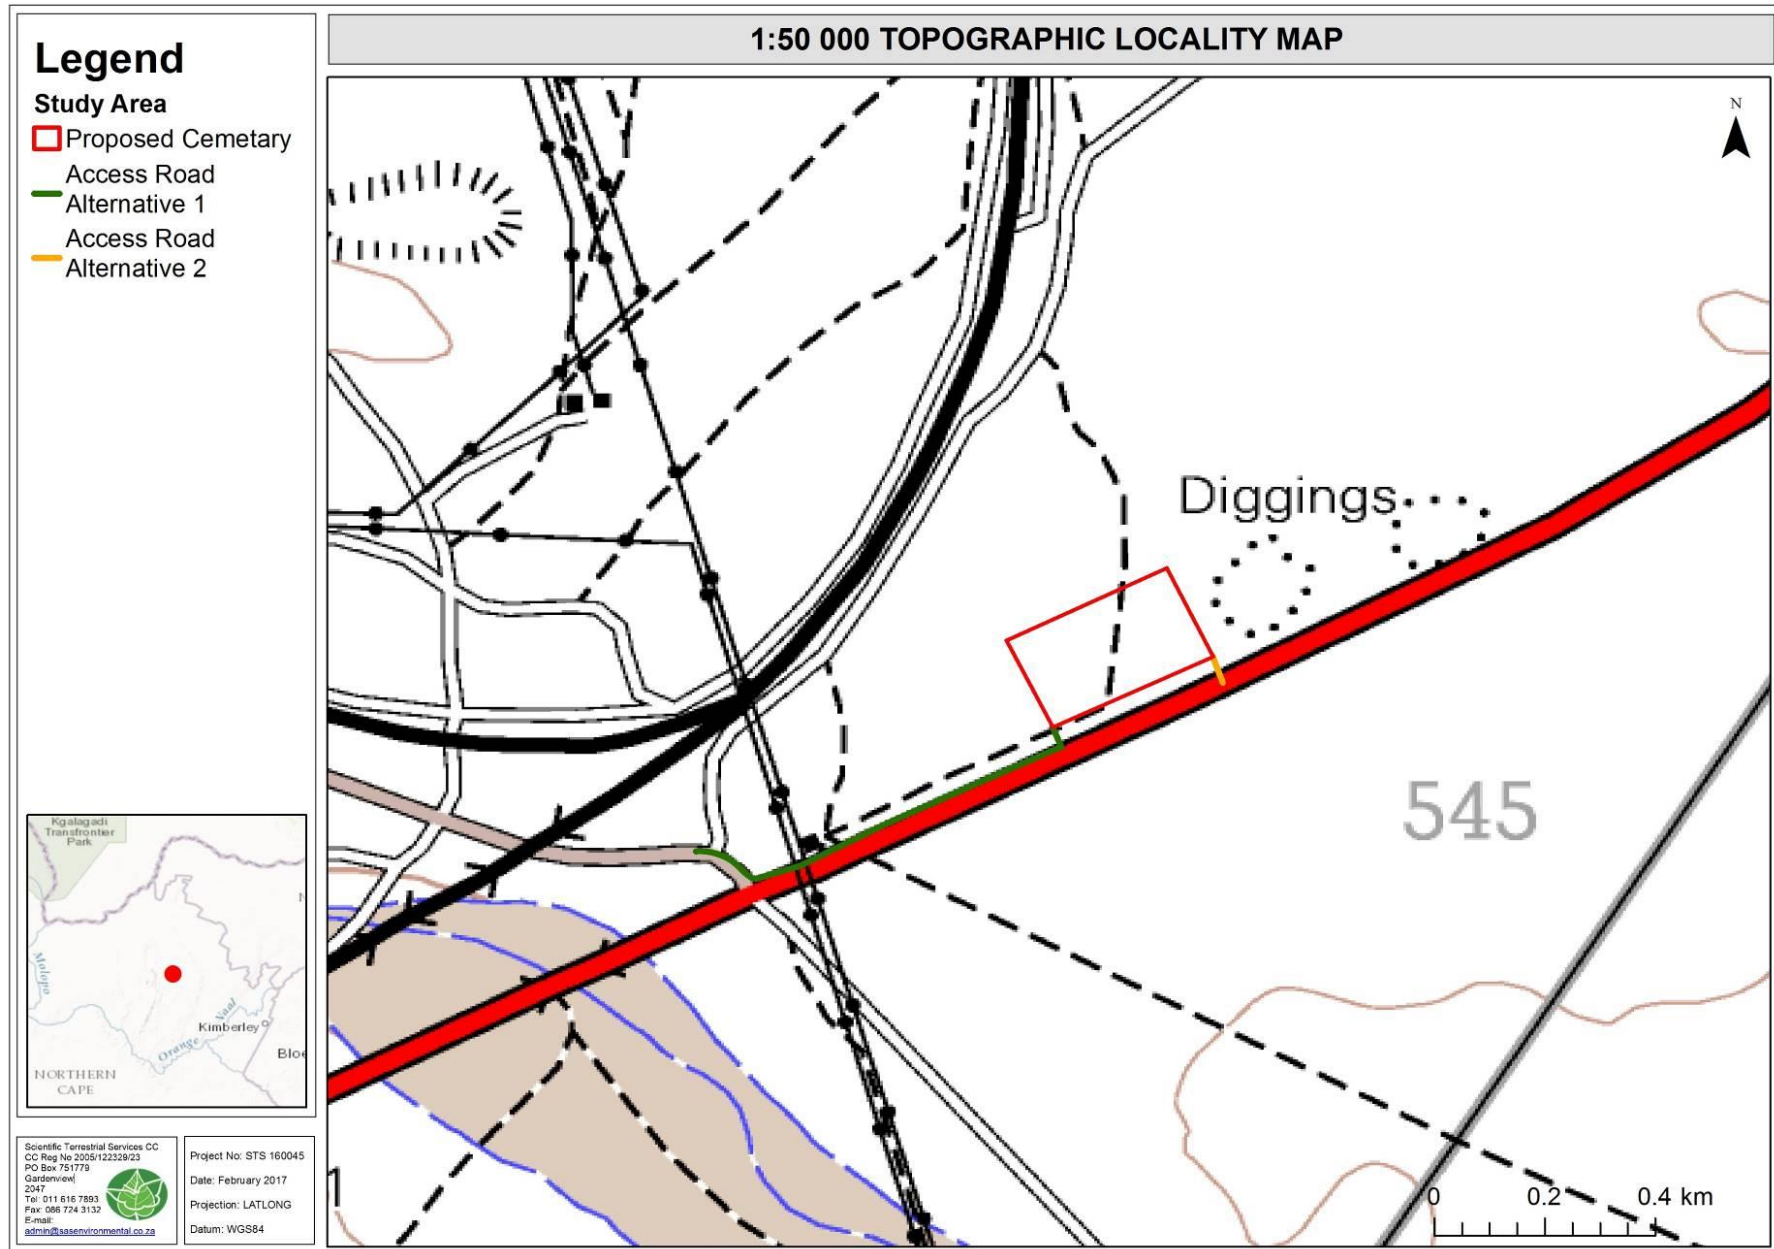 1:50 000 TOPOGRAPHIC LOCALITY MAP
Legend
Study Area
Proposed Cemetary
Access Road
Alternative 1
Access Road
Alternative 2
N
Diggings
545
1
0 0.2 0.4 km
Kgalagadi
Transfrontier
Park
Molopo
N
Vaal
Kimberley
Orange
Bloe
NORTHERN
CAPE
Scientific Terrestrial Services CC
CC Reg No 2005/122329/23
PO Box 751779
Gardenview
2047
Tel: 011 616 7893
Fax: 086 724 3132
E-mail:
admin@sasenvironmental.co.za
Project No: STS 160045
Date: February 2017
Projection: LATLONG
Datum: WGS84